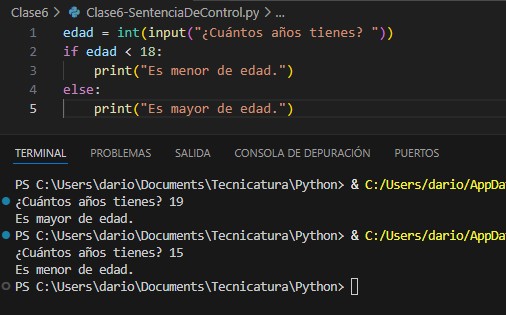 Clase6 > Clase6-SentenciaDeControl.py > ...
1 edad = int(input("¿Cuántos años tienes? "))
2 if edad < 18:
3     print("Es menor de edad.")
4 else:
5     print("Es mayor de edad.")
TERMINAL PROBLEMAS SALIDA CONSOLA DE DEPURACIÓN PUERTOS
PS C:\Users\dario\Documents\Tecnicatura\Python> & C:/Users/dario/AppDa
¿Cuántos años tienes? 19
Es mayor de edad.
PS C:\Users\dario\Documents\Tecnicatura\Python> & C:/Users/dario/AppDa
¿Cuántos años tienes? 15
Es menor de edad.
PS C:\Users\dario\Documents\Tecnicatura\Python>